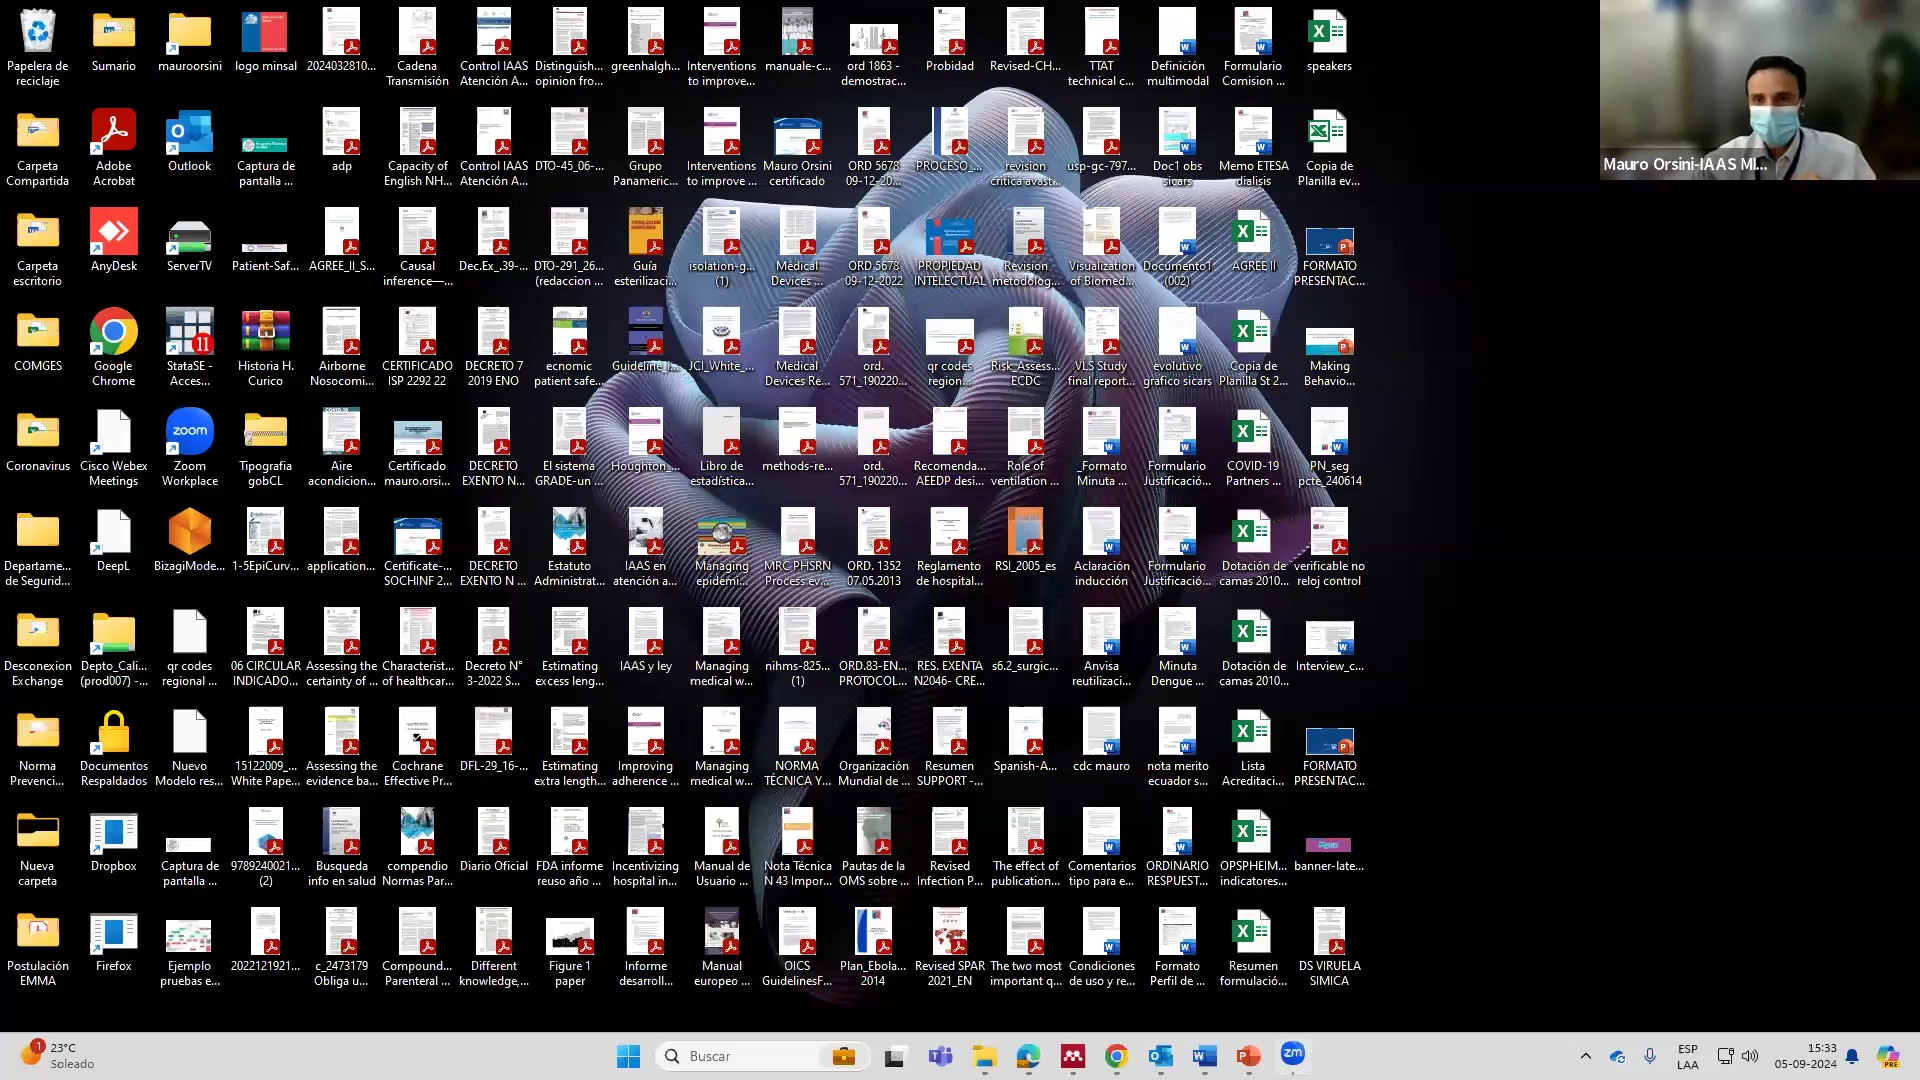 Papelera de
reciclaje
Sumario
mauroorsini
logo minsal
2024032810...
Cadena
Transmisión
Control IAAS
Atención A...
Distinguish...
opinion fro...
greenhalgh...
Interventions
to improve...
manuale-c...
ord 1863 -
demostrac...
Probidad
Revised-CH...
TTAT
technical c...
Definición
multimodal
Formulario
Comision ...
speakers
Carpeta
Compartida
Adobe
Acrobat
Outlook
Captura de
pantalla ...
adp
Capacity of
English NH...
Control IAAS
Atención A...
DTO-45_06-...
Grupo
Panameric...
Interventions
to improve ...
Mauro Orsini
certificado
ORD 5678
09-12-20...
PROCESO_...
revision
critica avast...
usp-gc-797...
Doc1 obs
sicars
Memo ETESA
dialisis
Copia de
Planilla ev...
Mauro Orsini-IAAS MI...
Carpeta
escritorio
AnyDesk
ServerTV
Patient-Saf...
AGREE_II_S...
Causal
inference—...
Dec.Ex_.39-...
DTO-291_26...
(redaccion ...
Guía
esterilizaci...
isolation-g...
(1)
Medical
Devices ...
ORD 5678
09-12-2022
PROPIEDAD
INTELECTUAL
Revision
metodolog...
Visualization
of Biomed...
Documento1
(002)
AGREE II
FORMATO
PRESENTAC...
COMGES
Google
Chrome
StataSE -
Acces...
11
Historia H.
Curico
Airborne
Nosocomi...
CERTIFICADO
ISP 2292 22
DECRETO 7
2019 ENO
ecnomic
patient safe...
Guideline_I...
JCI_White_...
Medical
Devices Re...
ord.
571_190220...
qr codes
region...
Risk_Assess...
ECDC
VLS Study
final report...
evolutivo
grafico sicars
Copia de
Planilla St 2...
Making
Behavio...
Coronavirus
Cisco Webex
Meetings
zoom
Zoom
Workplace
Tipografia
gobCL
Aire
acondicion...
Certificado
mauro.orsi...
DECRETO
EXENTO N...
El sistema
GRADE-un ...
Houghton_...
Libro de
estadística...
methods-re...
ord.
571_190220...
Recomenda...
AEEDP desi...
Role of
ventilation ...
_Formato
Minuta ...
Formulario
Justificació...
COVID-19
Partners ...
PN_seg
pcte_240614
Departame...
de Segurid...
DeepL
BizagiMode...
1-5EpiCurv...
application...
Certificate-...
SOCHINF 2...
DECRETO
EXENTO N ...
Estatuto
Administrat...
IAAS en
atención a...
Managing
epidemi...
MRC PHSRN
Process ev...
ORD. 1352
07.05.2013
Reglamento
de hospital...
RSI_2005_es
Aclaración
inducción
Formulario
Justificació...
Dotación de
camas 2010...
verificable no
reloj control
Desconexion
Exchange
Depto_Cali...
(prod007) -...
qr codes
regional ...
06 CIRCULAR
INDICADO...
Assessing the
certainty of ...
Characterist...
of healthcar...
Decreto N°
3-2022 S...
Estimating
excess leng...
IAAS y ley
Managing
medical w...
nihms-825...
(1)
ORD.83-EN...
PROTOCOL...
RES. EXENTA
N2046- CRE...
s6.2_surgic...
Anvisa
reutilizaci...
Minuta
Dengue ...
Dotación de
camas 2010...
Interview_c...
Norma
Prevenci...
Documentos
Respaldados
Nuevo
Modelo res...
15122009_...
White Pape...
Assessing the
evidence ba...
Cochrane
Effective Pr...
DFL-29_16-...
Estimating
extra length...
Improving
adherence ...
Managing
medical w...
NORMA
TÉCNICA Y...
Organización
Mundial de ...
Resumen
SUPPORT -...
Spanish-A...
cdc mauro
nota merito
ecuador s...
Lista
Acreditaci...
FORMATO
PRESENTAC...
Nueva
carpeta
Dropbox
Captura de
pantalla ...
9789240021...
(2)
Busqueda
info en salud
compendio
Normas Par...
Diario Oficial
FDA informe
reuso año ...
Incentivizing
hospital in...
Manual de
Usuario ...
Nota Técnica
N 43 Impor...
Pautas de la
OMS sobre ...
Revised
Infection P...
The effect of
publication...
Comentarios
tipo para e...
ORDINARIO
RESPUEST...
OPSPHEIM...
indicatores...
banner-late...
Postulación
EMMA
Firefox
Ejemplo
pruebas e...
2022121921...
c_2473179
Obliga u...
Compound...
Parenteral ...
Different
knowledge,...
Figure 1
paper
Informe
desarroll...
Manual
europeo ...
OICS
GuidelinesF...
Plan_Ebola...
2014
Revised SPAR
2021_EN
The two most
important q...
Condiciones
de uso y re...
Formato
Perfil de ...
Resumen
formulació...
DS VIRUELA
SIMICA
1
23°C
Soleado
Buscar
zm
ESP
LAA
15:33
05-09-2024
PRE